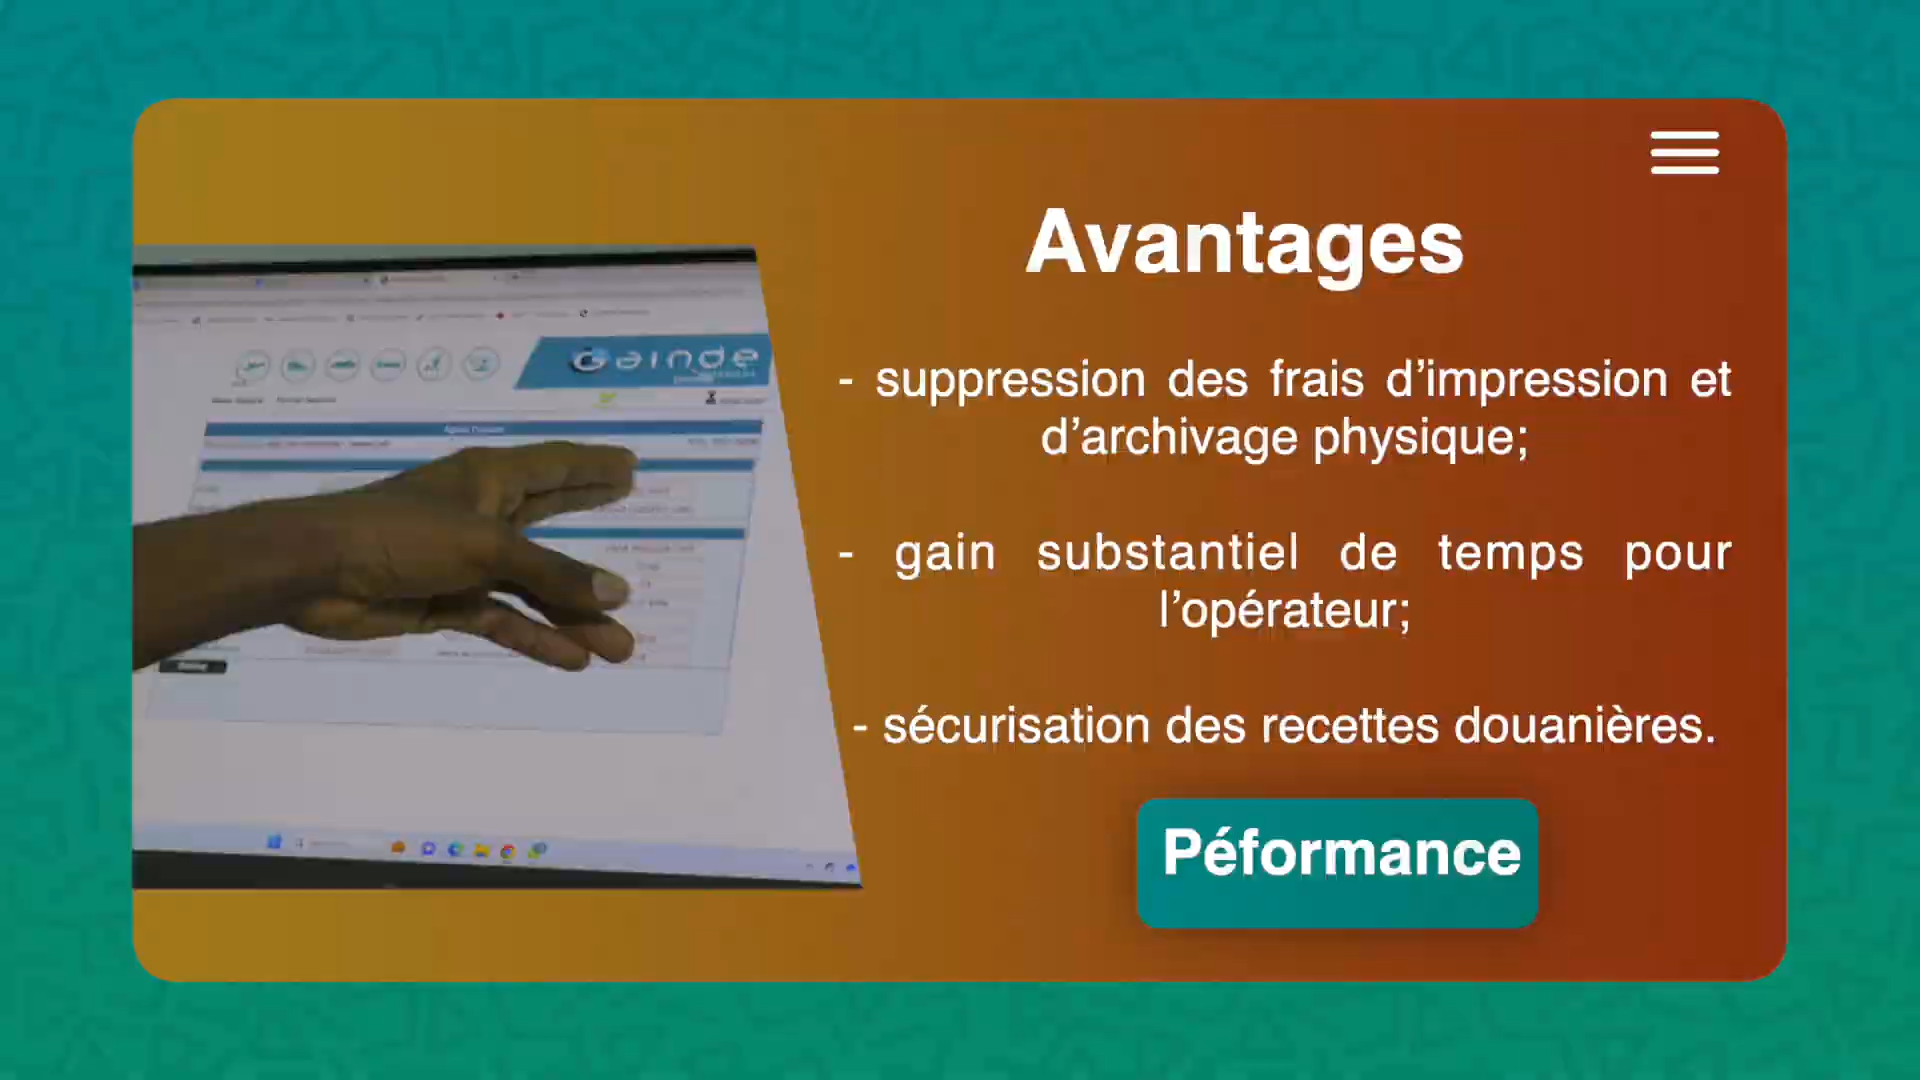 Avantages
- suppression des frais d’impression et
d’archivage physique;
- gain substantiel de temps pour
l’opérateur;
- sécurisation des recettes douanières.
Péformance
Gainde